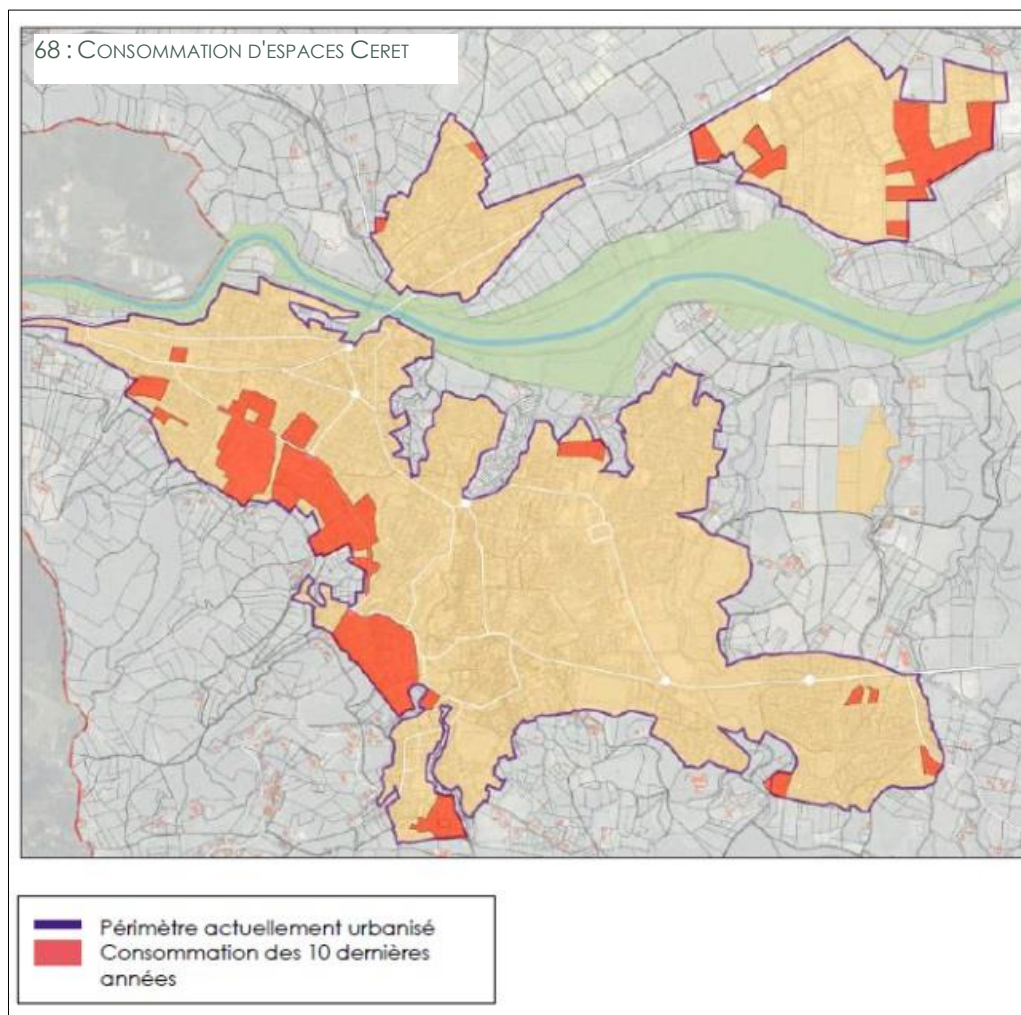 68 : CONSOMMATION D'ESPACES CERET
Périmètre actuellement urbanisé
Consommation des 10 dernières
années